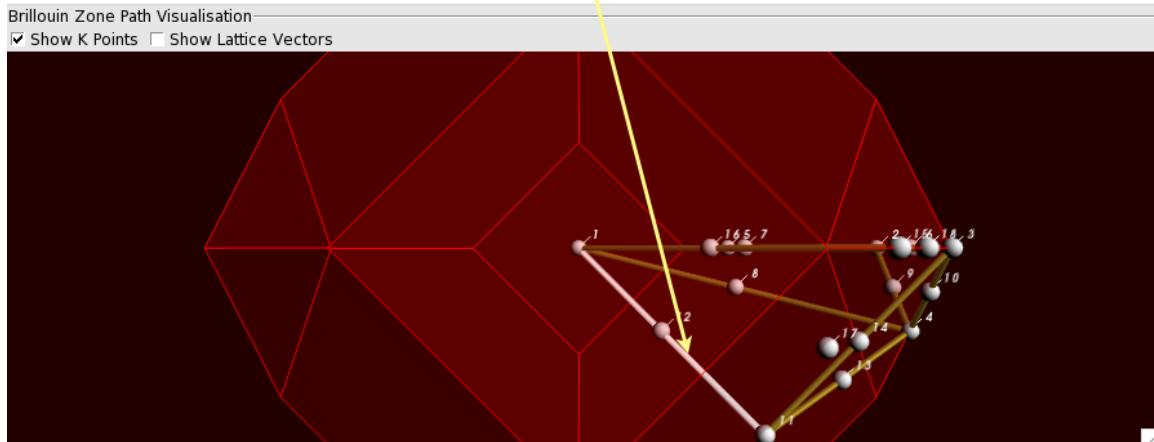 Brillouin Zone Path Visualisation
Show K Points Show Lattice Vectors
1 16 5 7 2 15 6 18 3
8 9 10
12 17 14 4
13
11